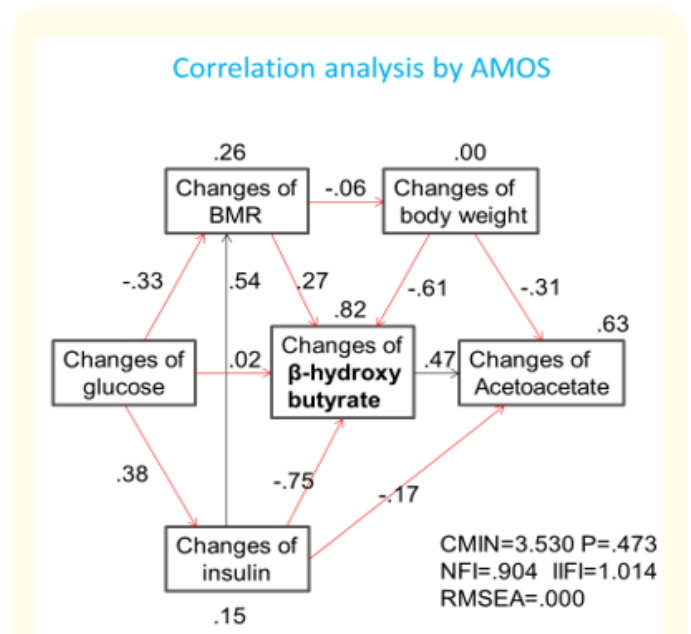 Correlation analysis by AMOS
.26
.00
Changes of
BMR
-.06
Changes of
body weight
-.33
.54
.27
-.61
-.31
.82
.63
Changes of
glucose
.02
Changes of
β-hydroxy
butyrate
.47
Changes of
Acetoacetate
.38
-.75
-.17
Changes of
insulin
.15
CMIN=3.530 P=.473
NFI=.904 IIFI=1.014
RMSEA=.000